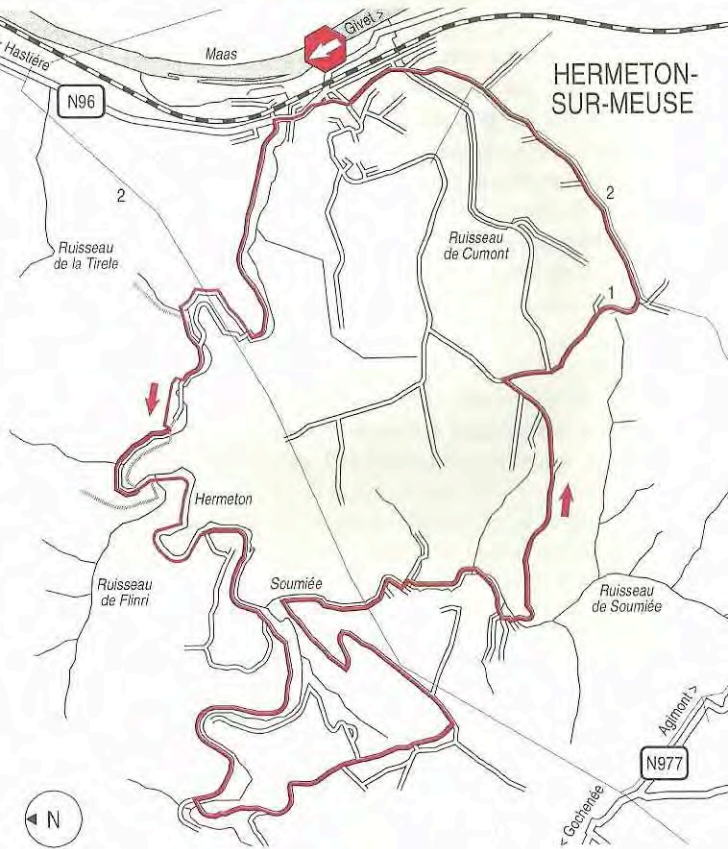 Givet >
< Hastière
Maas
N96
HERMETON-
SUR-MEUSE
2
2
Ruisseau
de la Tirele
Ruisseau
de Cumont
1
Hermeton
Ruisseau
de Flinri
Soumiée
Ruisseau
de Soumiée
Agimont >
N977
< Gochenée
N